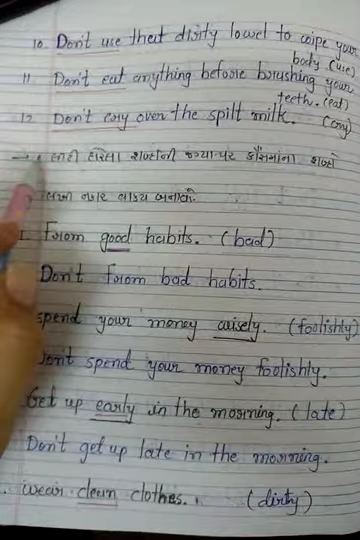 10. Don't use that dirty towel to wipe your
body (use)
11. Don't eat anything before brushing your
teeth. (eat)
12. Don't cry over the spilt milk. (cry)
→ શબ્દોની જગ્યા પર કૌંસમાંના શબ્દો
નકાર વાક્ય બનાવો.
1. From good habits. (bad)
Don't from bad habits.
spend your money wisely. (foolishly)
Don't spend your money foolishly.
Get up early in the morning. (late)
Don't get up late in the morning.
wear clean clothes. (dirty)